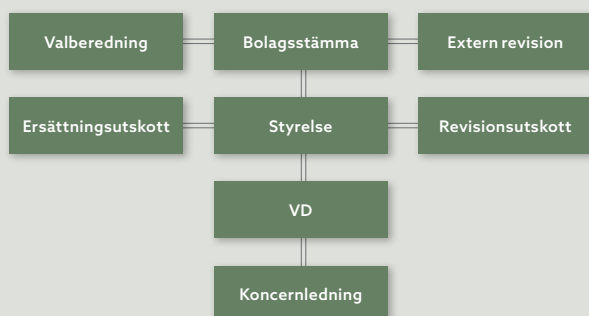 Valberedning
Bolagsstämma
Extern revision
Ersättningsutskott
Styrelse
Revisionsutskott
VD
Koncernledning